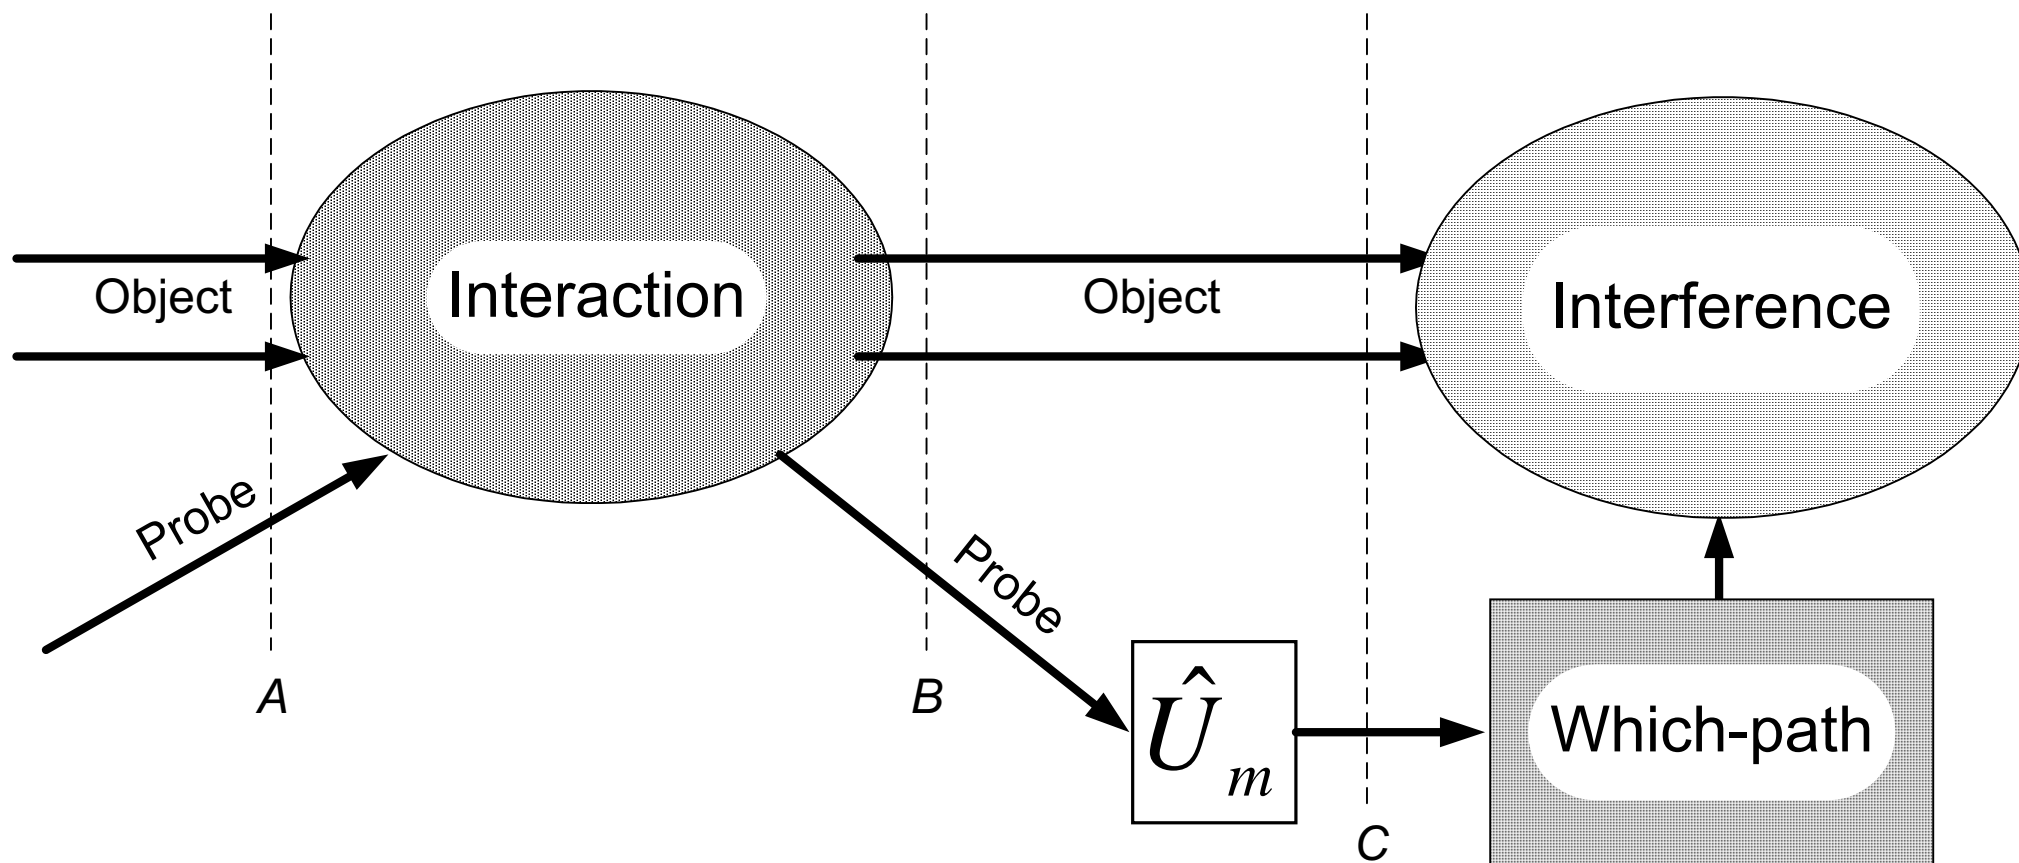 Object
Interaction
Object
Interference
Probe
Probe
A
B
Û m
Which-path
C